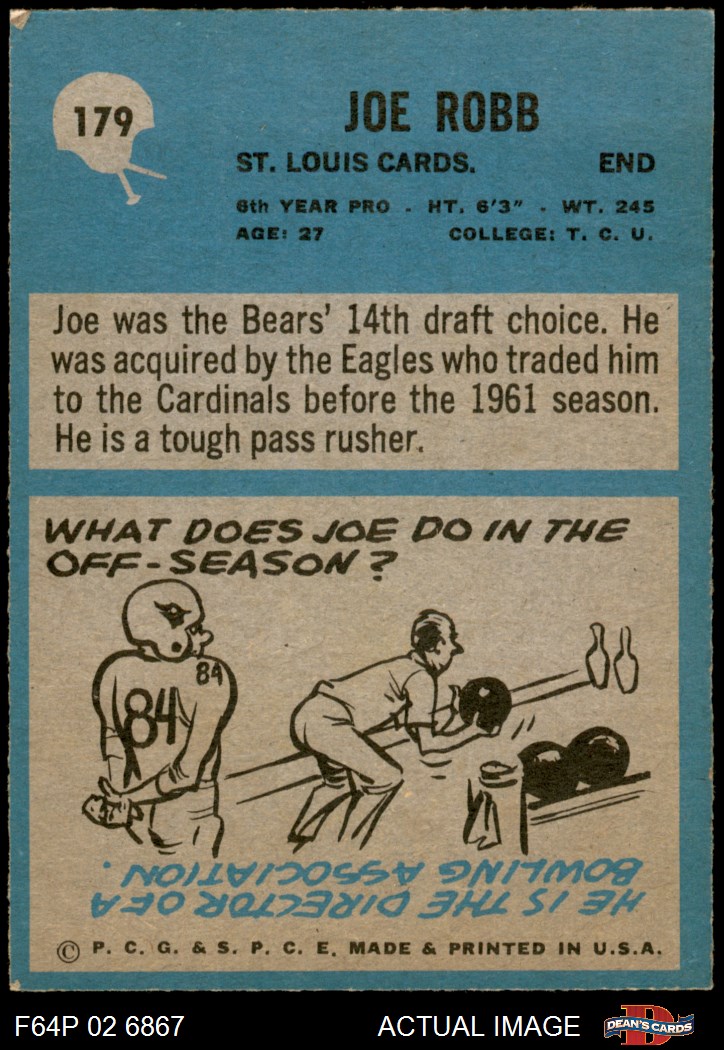 179
JOE ROBB
ST. LOUIS CARDS. END
6th YEAR PRO - HT. 6'3" - WT. 245
AGE: 27 COLLEGE: T. C. U.
Joe was the Bears' 14th draft choice. He
was acquired by the Eagles who traded him
to the Cardinals before the 1961 season.
He is a tough pass rusher.
WHAT DOES JOE DO IN THE
OFF-SEASON?
84
84
HE IS THE DIRECTOR OF A
BOWLING ASSOCIATION.
© P. C. G. & S. P. C. E. MADE & PRINTED IN U.S.A.
F64P 02 6867 ACTUAL IMAGE
D
DEAN'S CARDS